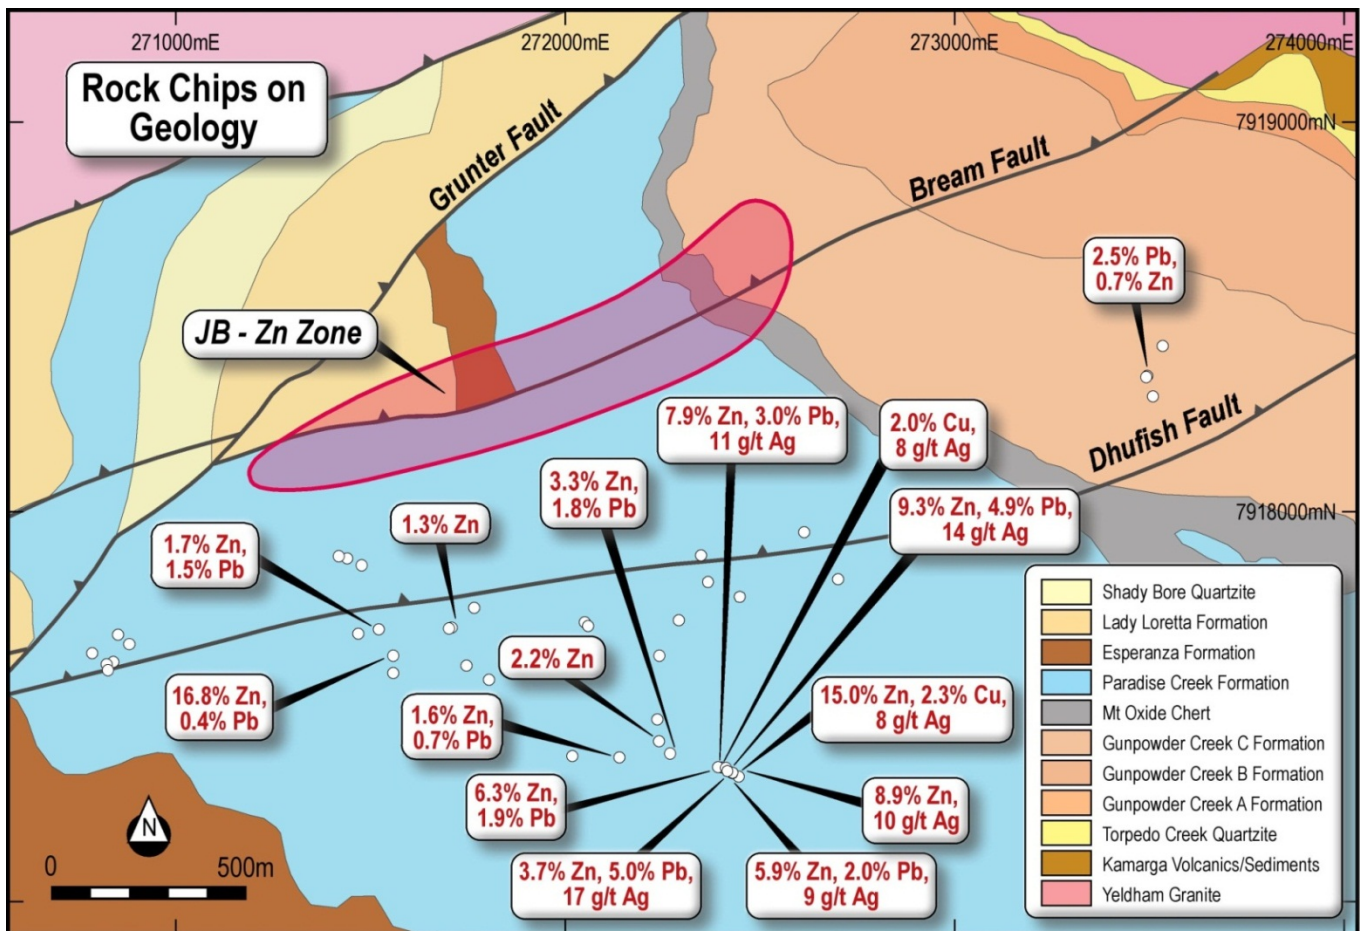 271000mE
272000mE
273000mE
274000mE
Rock Chips on
Geology
7919000mN
Grunter Fault
Bream Fault
2.5% Pb,
0.7% Zn
JB - Zn Zone
Dhufish Fault
7.9% Zn, 3.0% Pb,
11 g/t Ag
2.0% Cu,
8 g/t Ag
3.3% Zn,
1.8% Pb
9.3% Zn, 4.9% Pb,
14 g/t Ag
7918000mN
1.3% Zn
1.7% Zn,
1.5% Pb
2.2% Zn
16.8% Zn,
0.4% Pb
1.6% Zn,
0.7% Pb
15.0% Zn, 2.3% Cu,
8 g/t Ag
6.3% Zn,
1.9% Pb
8.9% Zn,
10 g/t Ag
3.7% Zn, 5.0% Pb,
17 g/t Ag
5.9% Zn, 2.0% Pb,
9 g/t Ag
Shady Bore Quartzite
Lady Loretta Formation
Esperanza Formation
Paradise Creek Formation
Mt Oxide Chert
Gunpowder Creek C Formation
Gunpowder Creek B Formation
Gunpowder Creek A Formation
Torpedo Creek Quartzite
Kamarga Volcanics/Sediments
Yeldham Granite
N
0 500m